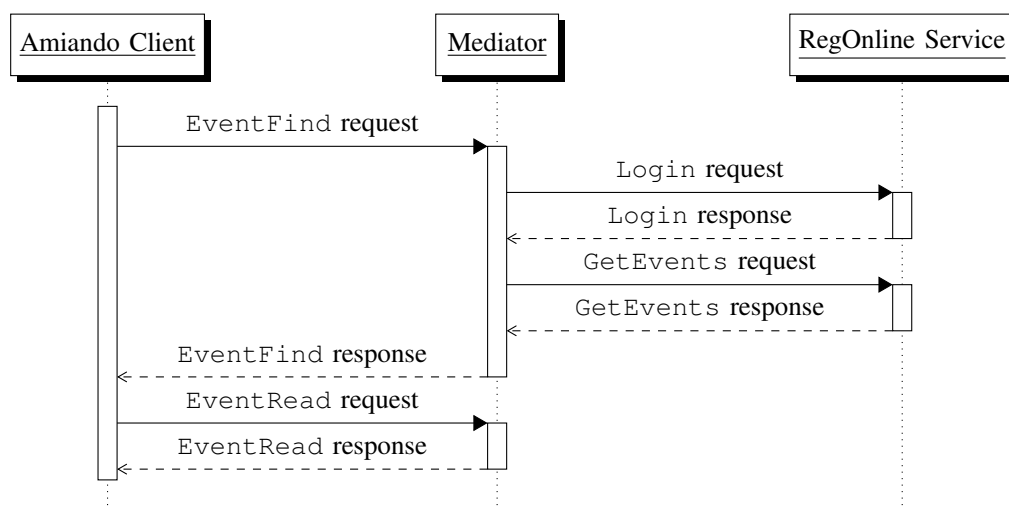 Amiando Client
Mediator
RegOnline Service
EventFind request
Login request
Login response
GetEvents request
GetEvents response
EventFind response
EventRead request
EventRead response